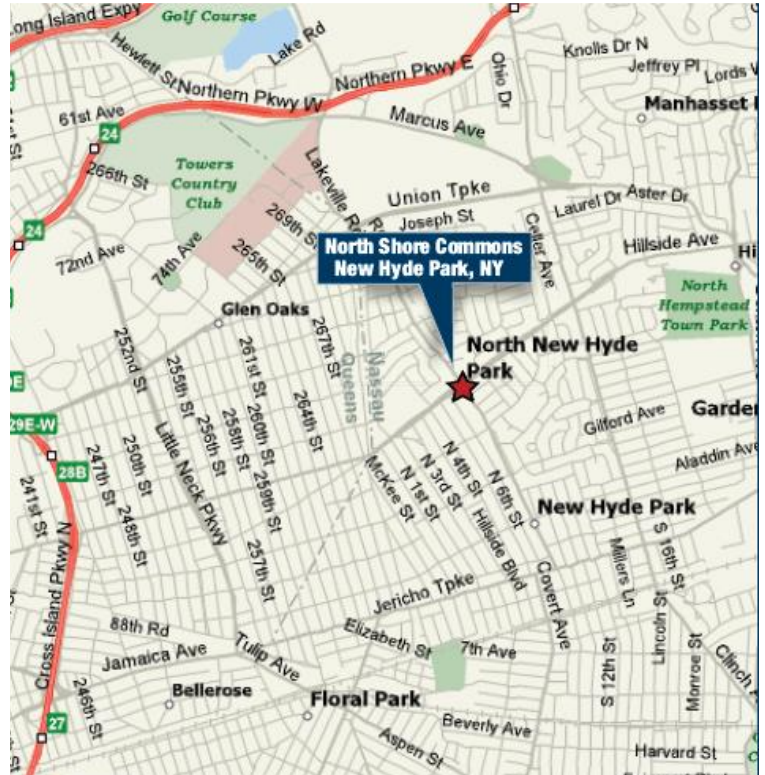 ong Island Expy
Golf Course
Lake Rd
Hewlett St
Northern Pkwy W
Northern Pkwy E
Ohio Dr
Knolls Dr N
Jeffrey Pl
Lords
Manhasset
61st Ave
24
266th St
Towers
Country
Club
Marcus Ave
Lakeville
Union Tpke
Laurel Dr
Aster Dr
Joseph St
Hillside Ave
24
72nd Ave
74th Ave
269th St
265th St
North Shore Commons
New Hyde Park, NY
North
Hempstead
Town Park
Glen Oaks
252nd St
255th St
256th St
258th St
261st St
260th St
259th St
267th St
264th St
Queens
Nassau
North New Hyde
Park
Gilford Ave
Garde
Aladdin Ave
29E-W
28B
241st St
247th St
250th St
248th St
Little Neck Pkwy
257th St
McKee St
N 1st St
N 3rd St
N 4th St
N 6th St
Hillside Blvd
New Hyde Park
Covert Ave
Millers Ln
S 16th St
Cross Island Pkwy N
Jericho Tpke
88th Rd
Jamaica Ave
Tulip Ave
Elizabeth St
7th Ave
S 12th St
Lincoln St
Monroe St
Clinch
246th St
Bellerose
Floral Park
27
Beverly Ave
Aspen St
Harvard St